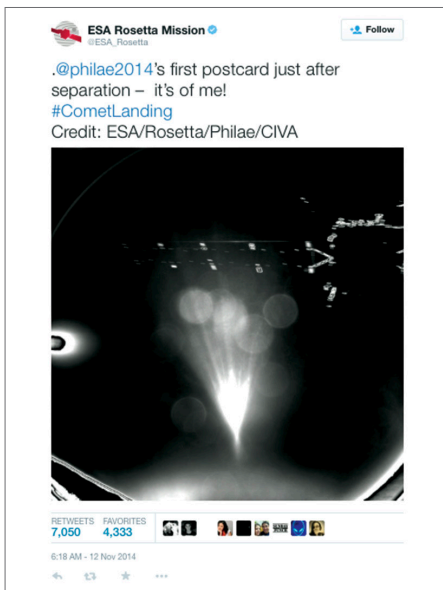 ESA Rosetta Mission
@ESA_Rosetta
Follow
.@philae2014's first postcard just after
separation – it's of me!
#CometLanding
Credit: ESA/Rosetta/Philae/CIVA
RETWEETS FAVORITES
7,050 4,333
6:18 AM - 12 Nov 2014